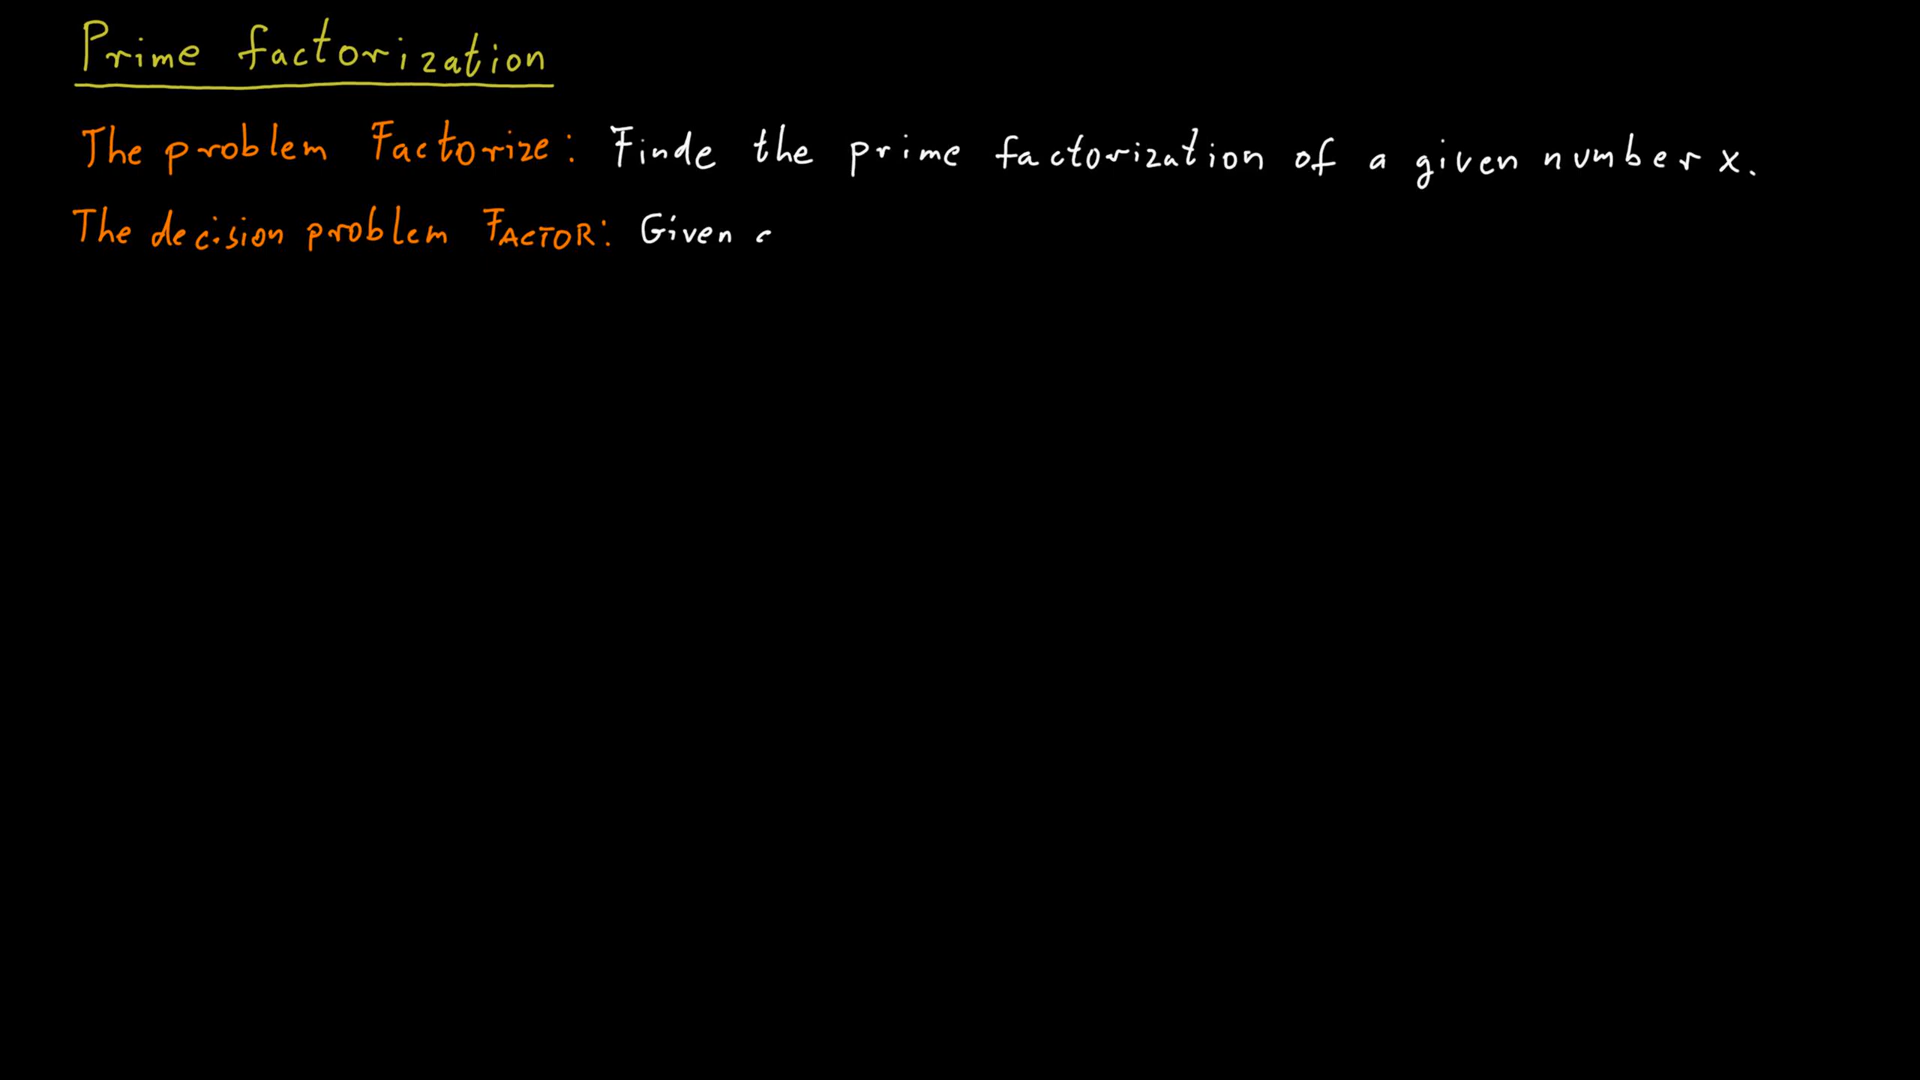 Prime factorization
The problem Factorize: Finde the prime factorization of a given number x.
The decision problem FACTOR: Given